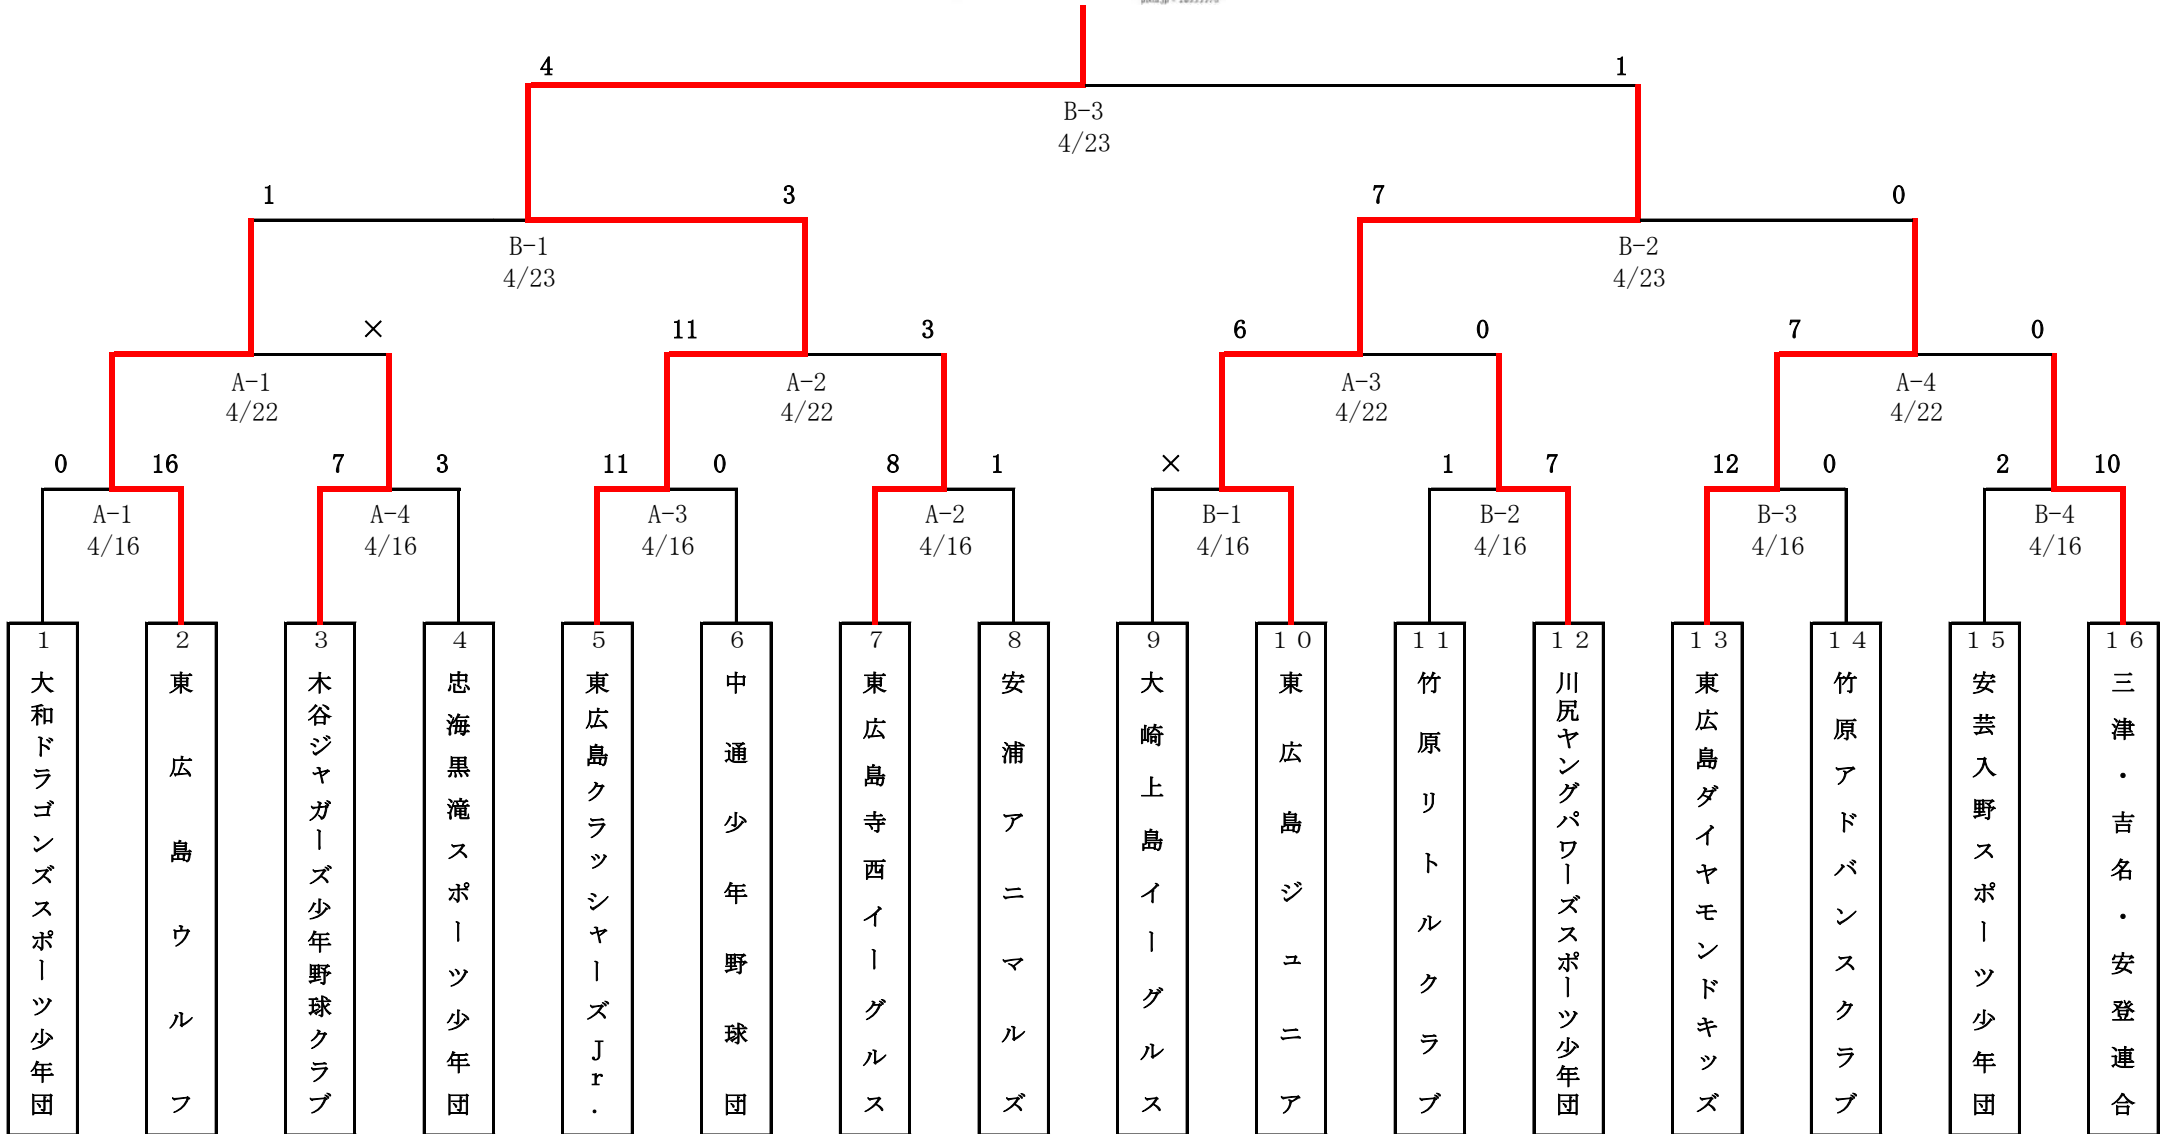 4 1
B-3
4/23
1 3 7 0
B-1 B-2
4/23 4/23
× 11 3 6 0 7 0
A-1 A-2 A-3 A-4
4/22 4/22 4/22 4/22
0 16 7 3 11 0 8 1 × 1 7 12 0 2 10
A-1 A-4 A-3 A-2 B-1 B-2 B-3 B-4
4/16 4/16 4/16 4/16 4/16 4/16 4/16 4/16
1 大和ドラゴンズスポーツ少年団
2 東広島ウルフ
3 木谷ジャガーズ少年野球クラブ
4 忠海黒滝スポーツ少年団
5 東広島クラッシャーズJr.
6 中通少年野球団
7 東広島寺西イーグルス
8 安浦アニマルズ
9 大崎上島イーグルス
10 東広島ジュニア
11 竹原リトルクラブ
12 川尻ヤングパワーズスポーツ少年団
13 東広島ダイヤモンドキッズ
14 竹原アドバンスクラブ
15 安芸入野スポーツ少年団
16 三津・吉名・安登連合